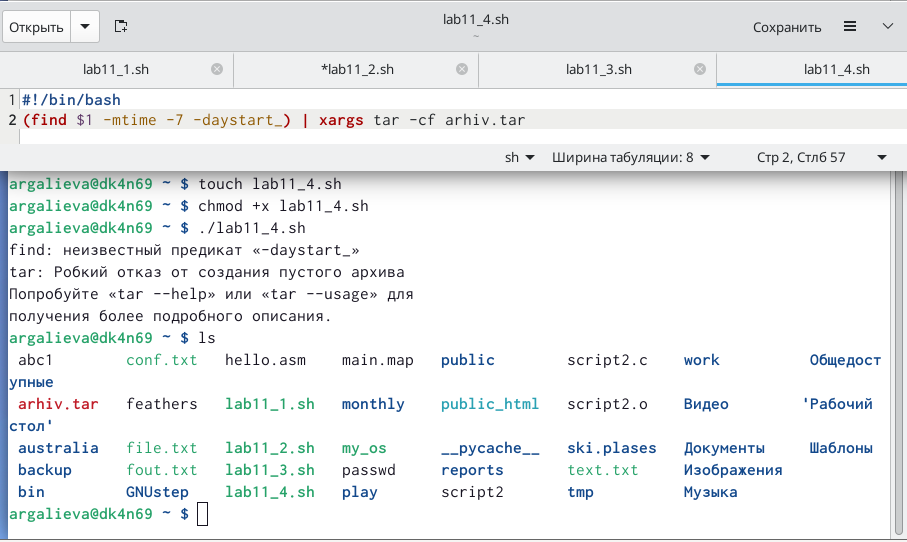 Открыть
lab11_4.sh
~
Сохранить
lab11_1.sh *lab11_2.sh lab11_3.sh lab11_4.sh
1 #!/bin/bash
2 (find $1 -mtime -7 -daystart_) | xargs tar -cf arhiv.tar
sh Ширина табуляции: 8 Стр 2, Стлб 57
argalieva@dk4n69 ~ $ touch lab11_4.sh
argalieva@dk4n69 ~ $ chmod +x lab11_4.sh
argalieva@dk4n69 ~ $ ./lab11_4.sh
find: неизвестный предикат «-daystart_»
tar: Робкий отказ от создания пустого архива
Попробуйте «tar --help» или «tar --usage» для
получения более подробного описания.
argalieva@dk4n69 ~ $ ls
abc1 conf.txt hello.asm main.map public script2.c work Общедост
упные
arhiv.tar feathers lab11_1.sh monthly public_html script2.o Видео 'Рабочий
стол'
australia file.txt lab11_2.sh my_os __pycache__ ski.plases Документы Шаблоны
backup fout.txt lab11_3.sh passwd reports text.txt Изображения
bin GNUstep lab11_4.sh play script2 tmp Музыка
argalieva@dk4n69 ~ $